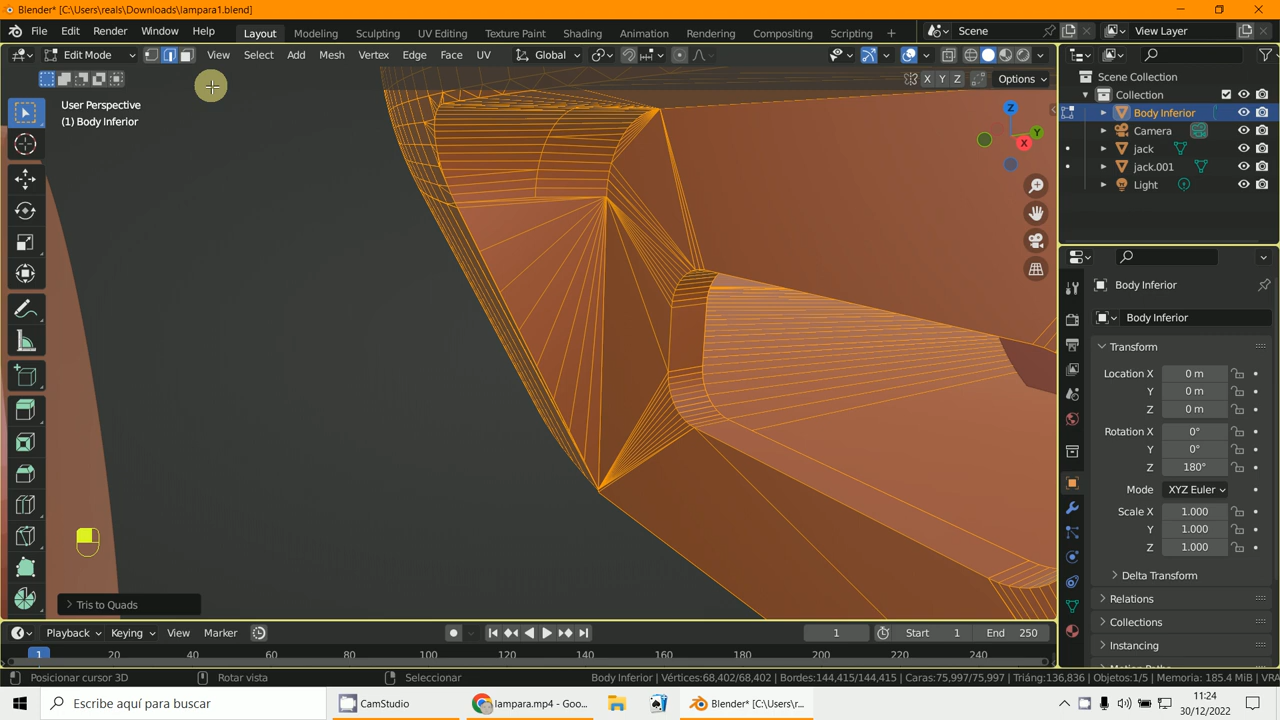 Blender* [C:\Users\reals\Downloads\lampara1.blend]
File Edit Render Window Help
Layout Modeling Sculpting UV Editing Texture Paint Shading Animation Rendering Compositing Scripting
Scene
View Layer
Edit Mode
View Select Add Mesh Vertex Edge Face UV
Global
X Y Z
Options
User Perspective
(1) Body Inferior
Z
Y
X
Tris to Quads
Scene Collection
Collection
Body Inferior
Camera
jack
jack.001
Light
Body Inferior
Body Inferior
Transform
Location X 0 m
Y 0 m
Z 0 m
Rotation X 0°
Y 0°
Z 180°
Mode XYZ Euler
Scale X 1.000
Y 1.000
Z 1.000
Delta Transform
Relations
Collections
Instancing
Playback Keying View Marker
1
Start 1
End 250
1 20 40 60 80 100 120 140 160 180 200 220 240
Posicionar cursor 3D
Rotar vista
Seleccionar
Body Inferior | Vértices:68,402/68,402 | Bordes:144,415/144,415 | Caras:75,997/75,997 | Triáng:136,836 | Objetos:1/5 | Memoria: 185.4 MiB | VRA
Escribe aquí para buscar
CamStudio
lampara.mp4 - Goo...
Blender* [C:\Users\r...
11:24
30/12/2022